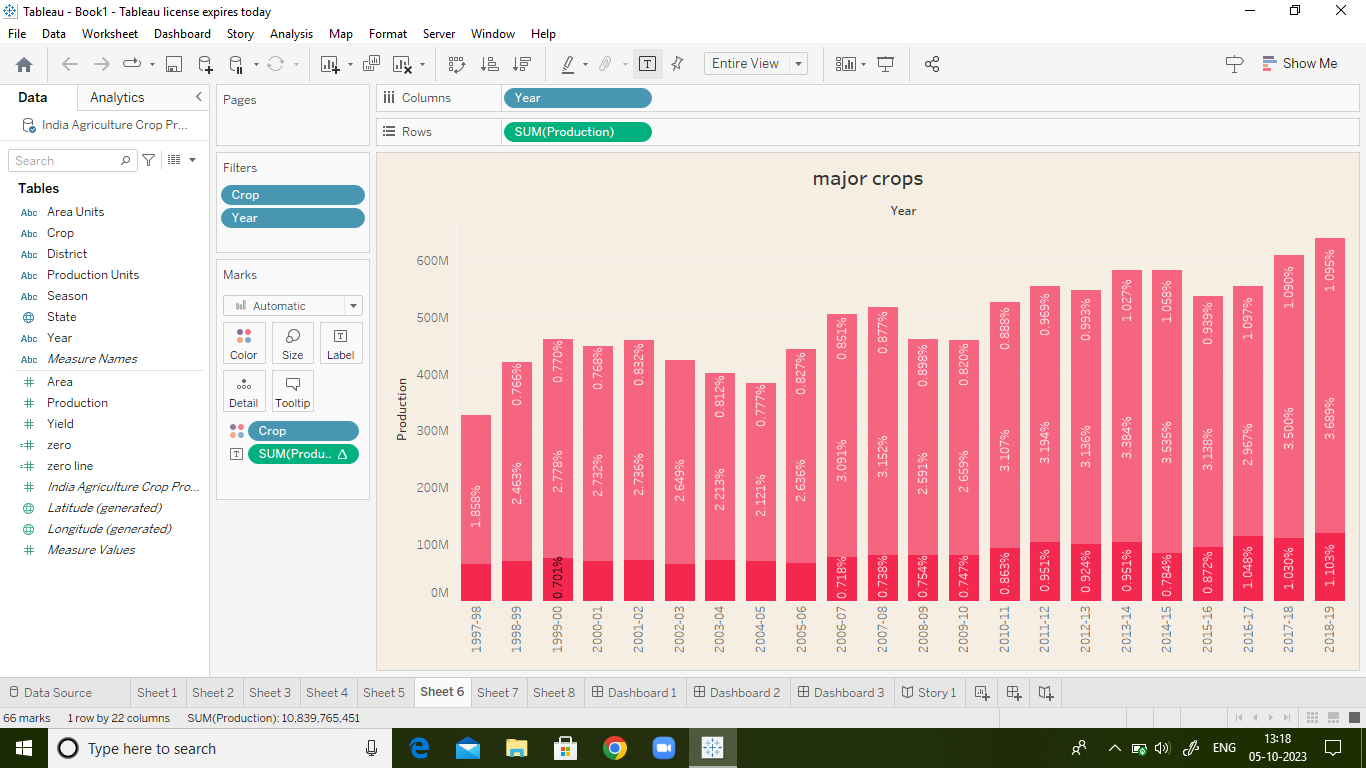 Tableau - Book1 - Tableau license expires today
File Data Worksheet Dashboard Story Analysis Map Format Server Window Help
Entire View
Show Me
Data Analytics
India Agriculture Crop Pr...
Search
Tables
Abc Area Units
Abc Crop
Abc District
Abc Production Units
Abc Season
State
Abc Year
Abc Measure Names
Area
Production
Yield
zero
zero line
India Agriculture Crop Pro...
Latitude (generated)
Longitude (generated)
Measure Values
Pages
Filters
Crop
Year
Marks
Automatic
Color Size Label
Detail Tooltip
Crop
SUM(Produ.. Δ
Columns Year
Rows SUM(Production)
major crops
Year
Production
600M
500M
400M
300M
200M
100M
0M
1.858%
0.766% 2.463%
0.770% 2.778% 0.701%
0.768% 2.732%
0.832% 2.736%
2.649%
0.812% 2.213%
0.777% 2.121%
0.827% 2.636%
0.851% 3.091% 0.718%
0.877% 3.152% 0.738%
0.898% 2.591% 0.754%
0.820% 2.659% 0.747%
0.888% 3.107% 0.863%
0.969% 3.194% 0.951%
0.993% 3.136% 0.924%
1.027% 3.384% 0.951%
1.058% 3.535% 0.784%
0.939% 3.138% 0.872%
1.097% 2.967% 1.048%
1.090% 3.500% 1.030%
1.095% 3.689% 1.103%
1997-98 1998-99 1999-00 2000-01 2001-02 2002-03 2003-04 2004-05 2005-06 2006-07 2007-08 2008-09 2009-10 2010-11 2011-12 2012-13 2013-14 2014-15 2015-16 2016-17 2017-18 2018-19
Data Source Sheet 1 Sheet 2 Sheet 3 Sheet 4 Sheet 5 Sheet 6 Sheet 7 Sheet 8 Dashboard 1 Dashboard 2 Dashboard 3 Story 1
66 marks 1 row by 22 columns SUM(Production): 10,839,765,451
Type here to search
ENG
13:18
05-10-2023